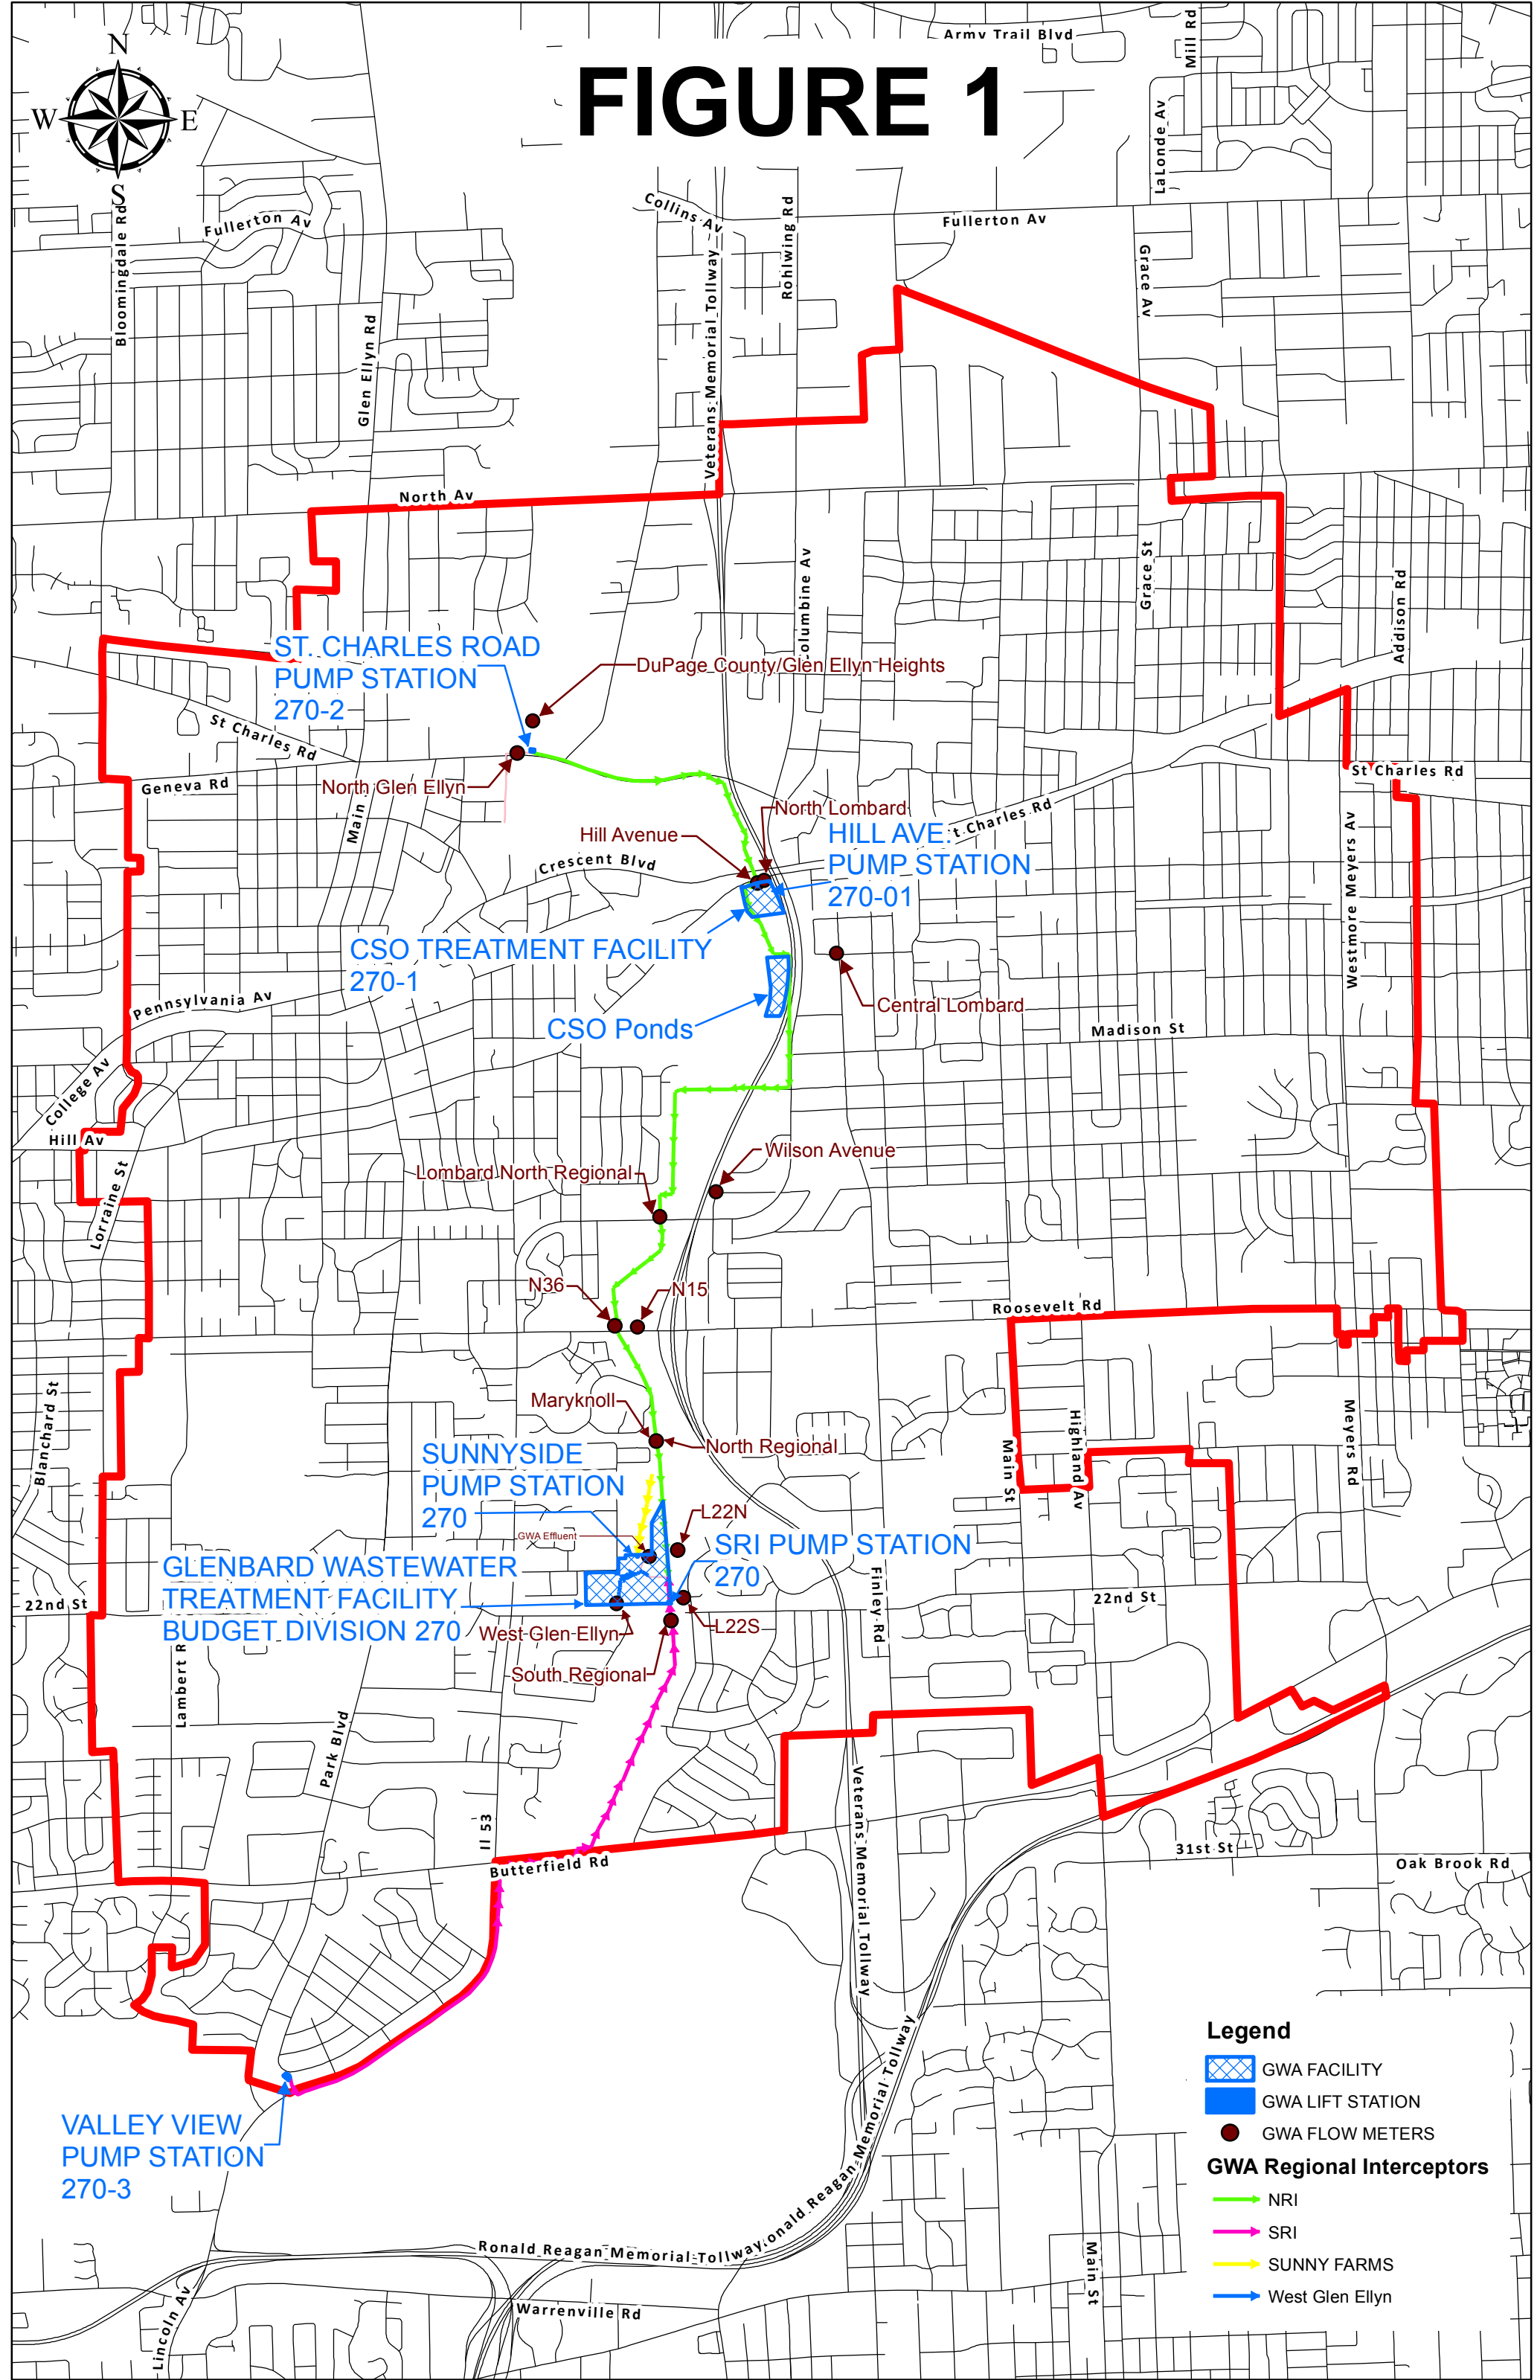 Army Trail Blvd
Mill Rd
FIGURE 1
N
W
E
S
LaLonde Av
Collins Av
Rohlwing Rd
Fullerton Av
Fullerton Av
Bloomingdale Rd
Glen Ellyn Rd
Veterans Memorial Tollway
Grace Av
North Av
Columbine Av
Grace St
Addison Rd
ST. CHARLES ROAD
PUMP STATION
270-2
DuPage County/Glen Ellyn Heights
St Charles Rd
Geneva Rd
North Glen Ellyn
Main
St Charles Rd
North Lombard
Hill Avenue
t Charles Rd
HILL AVE.
PUMP STATION
270-01
Crescent Blvd
Westmore Meyers Av
CSO TREATMENT FACILITY
270-1
Pennsylvania Av
Central Lombard
CSO Ponds
Madison St
College Av
Hill Av
Wilson Avenue
Lombard North Regional
Lorraine St
N36
N15
Roosevelt Rd
Blanchard St
Maryknoll
North Regional
Highland Av
Main St
Meyers Rd
SUNNYSIDE
PUMP STATION
270
L22N
GWA Effluent
SRI PUMP STATION
270
GLENBARD WASTEWATER
TREATMENT FACILITY
BUDGET DIVISION 270
22nd St
22nd St
Finley Rd
West Glen Ellyn
L22S
South Regional
Lambert R
Park Blvd
Il 53
Veterans Memorial Tollway
Butterfield Rd
31st St
Oak Brook Rd
VALLEY VIEW
PUMP STATION
270-3
Ronald Reagan Memorial Tollway
onald Reagan Memorial Tollway
Main St
Warrenville Rd
Lincoln Av
Legend
GWA FACILITY
GWA LIFT STATION
GWA FLOW METERS
GWA Regional Interceptors
NRI
SRI
SUNNY FARMS
West Glen Ellyn